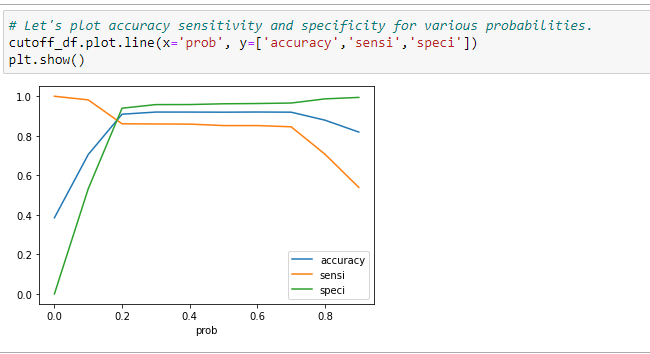 # Let's plot accuracy sensitivity and specificity for various probabilities.
cutoff_df.plot.line(x='prob', y=['accuracy','sensi','speci'])
plt.show()
1.0
0.8
0.6
0.4
0.2
0.0
accuracy
sensi
speci
0.0 0.2 0.4 0.6 0.8
prob